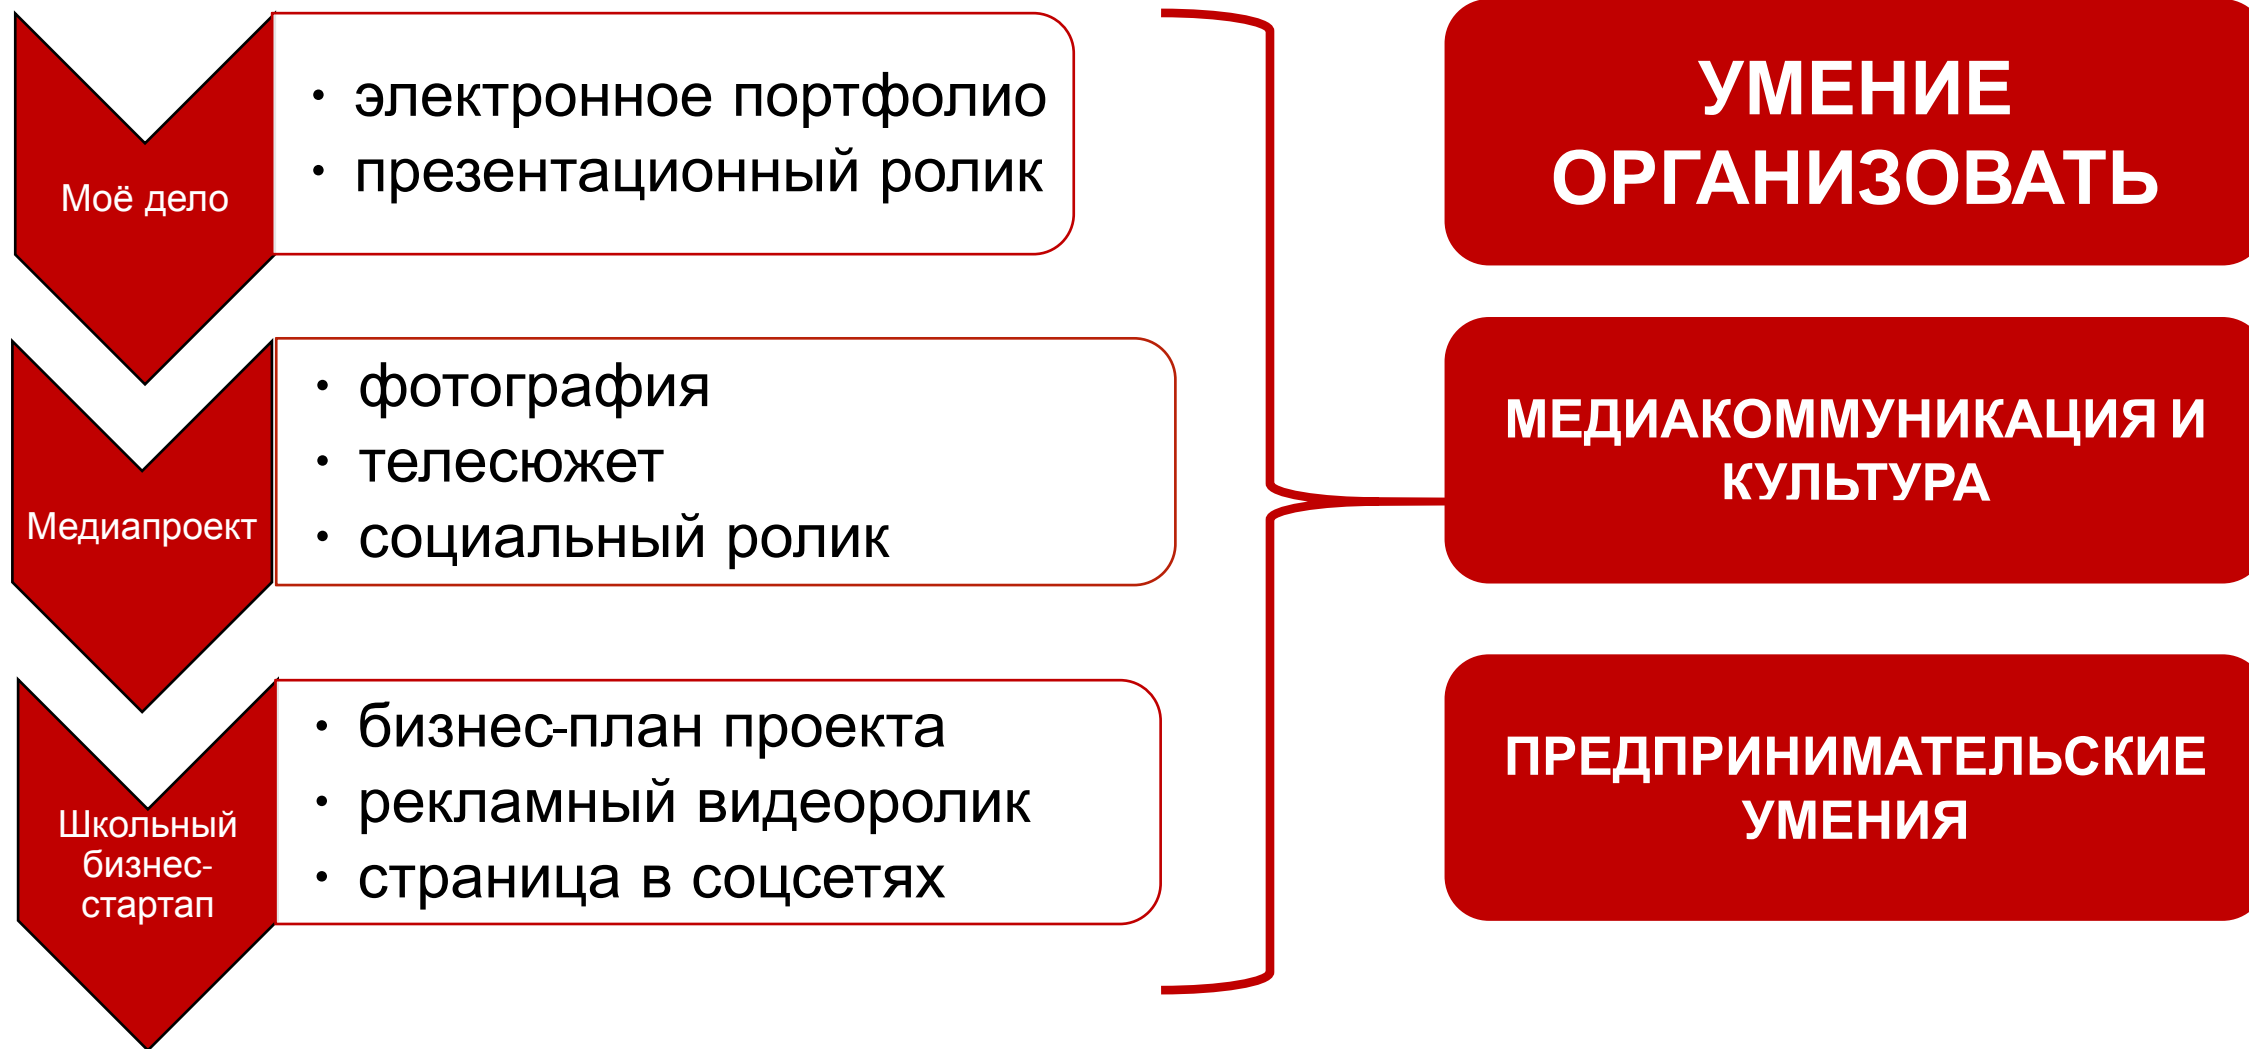 Моё дело
· электронное портфолио
· презентационный ролик
Медиапроект
· фотография
· телесюжет
· социальный ролик
Школьный
бизнес-
стартап
· бизнес-план проекта
· рекламный видеоролик
· страница в соцсетях
УМЕНИЕ
ОРГАНИЗОВАТЬ
МЕДИАКОММУНИКАЦИЯ И
КУЛЬТУРА
ПРЕДПРИНИМАТЕЛЬСКИЕ
УМЕНИЯ